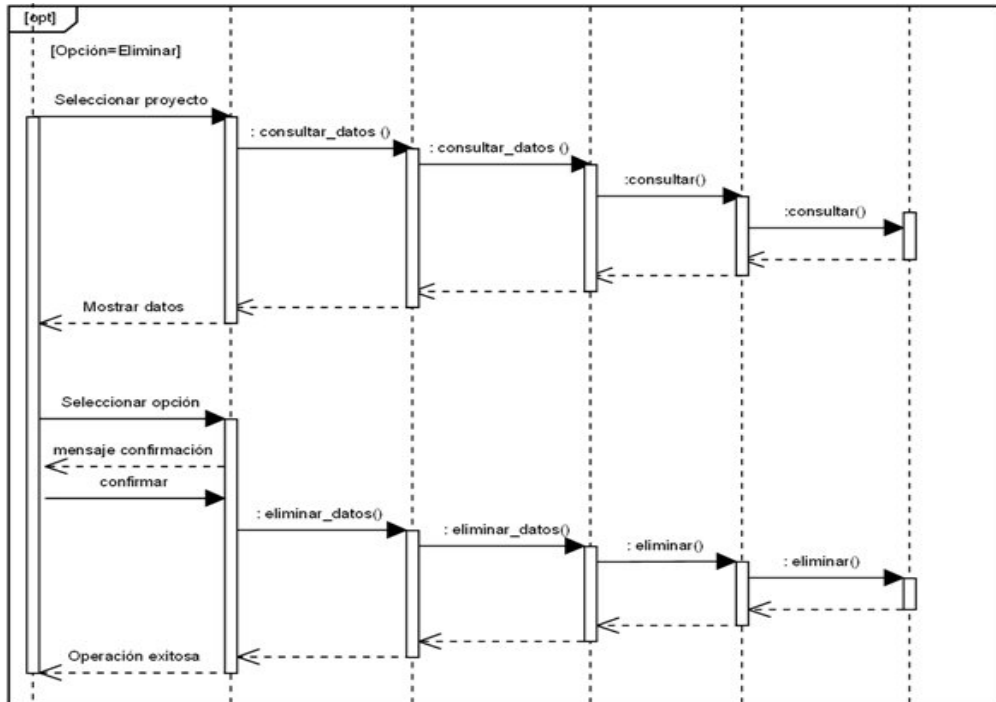 [opt]
[Opción=Eliminar]
Seleccionar proyecto
: consultar_datos ()
: consultar_datos ()
:consultar()
:consultar()
Mostrar datos
Seleccionar opción
mensaje confirmación
confirmar
: eliminar_datos()
: eliminar_datos()
: eliminar()
: eliminar()
Operación exitosa